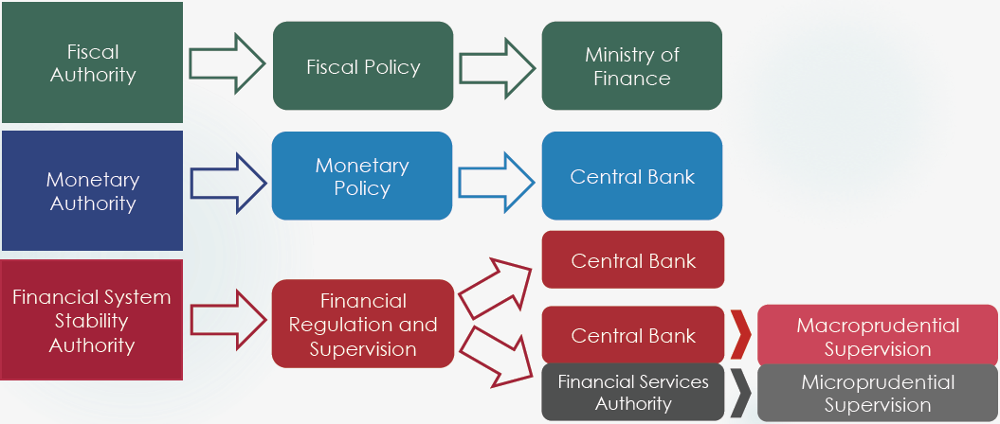 Fiscal
Authority
Fiscal Policy
Ministry of
Finance
Monetary
Authority
Monetary
Policy
Central Bank
Financial System
Stability
Authority
Financial
Regulation and
Supervision
Central Bank
Central Bank
Macroprudential
Supervision
Financial Services
Authority
Microprudential
Supervision